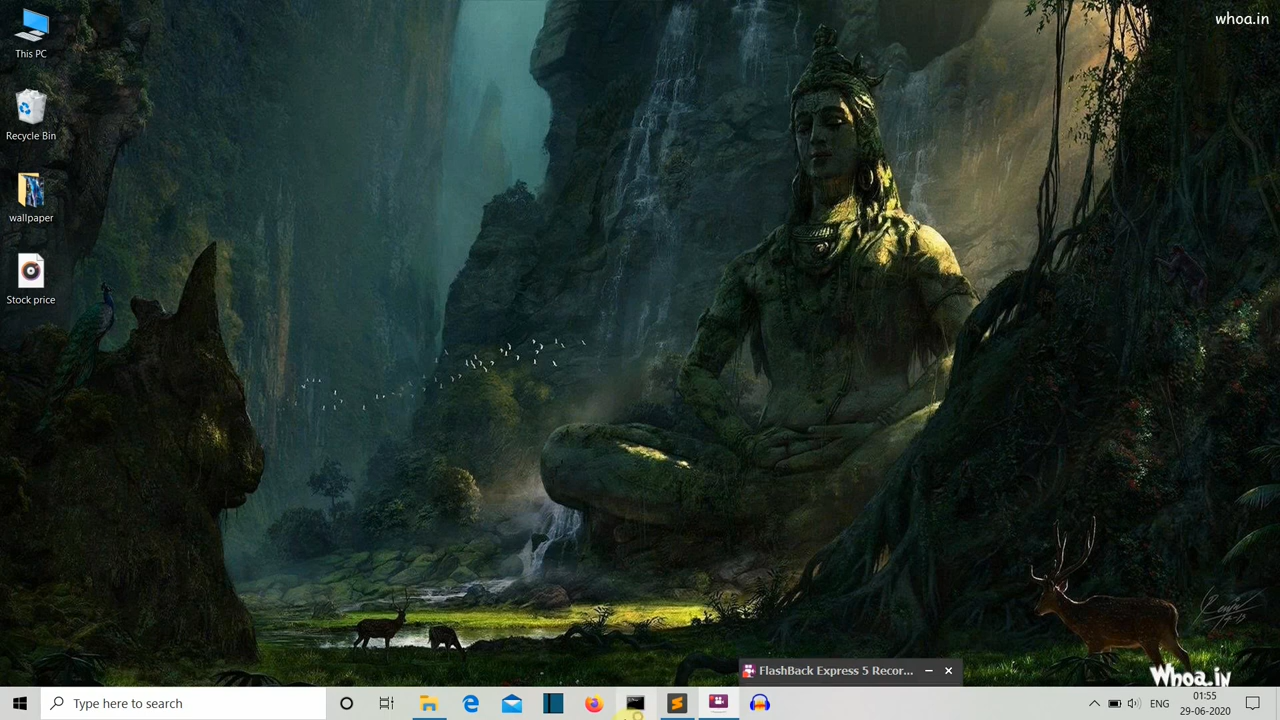 whoa.in
This PC
Recycle Bin
wallpaper
Stock price
FlashBack Express 5 Recor...
Whoa.in
Type here to search
ENG
01:55
29-06-2020